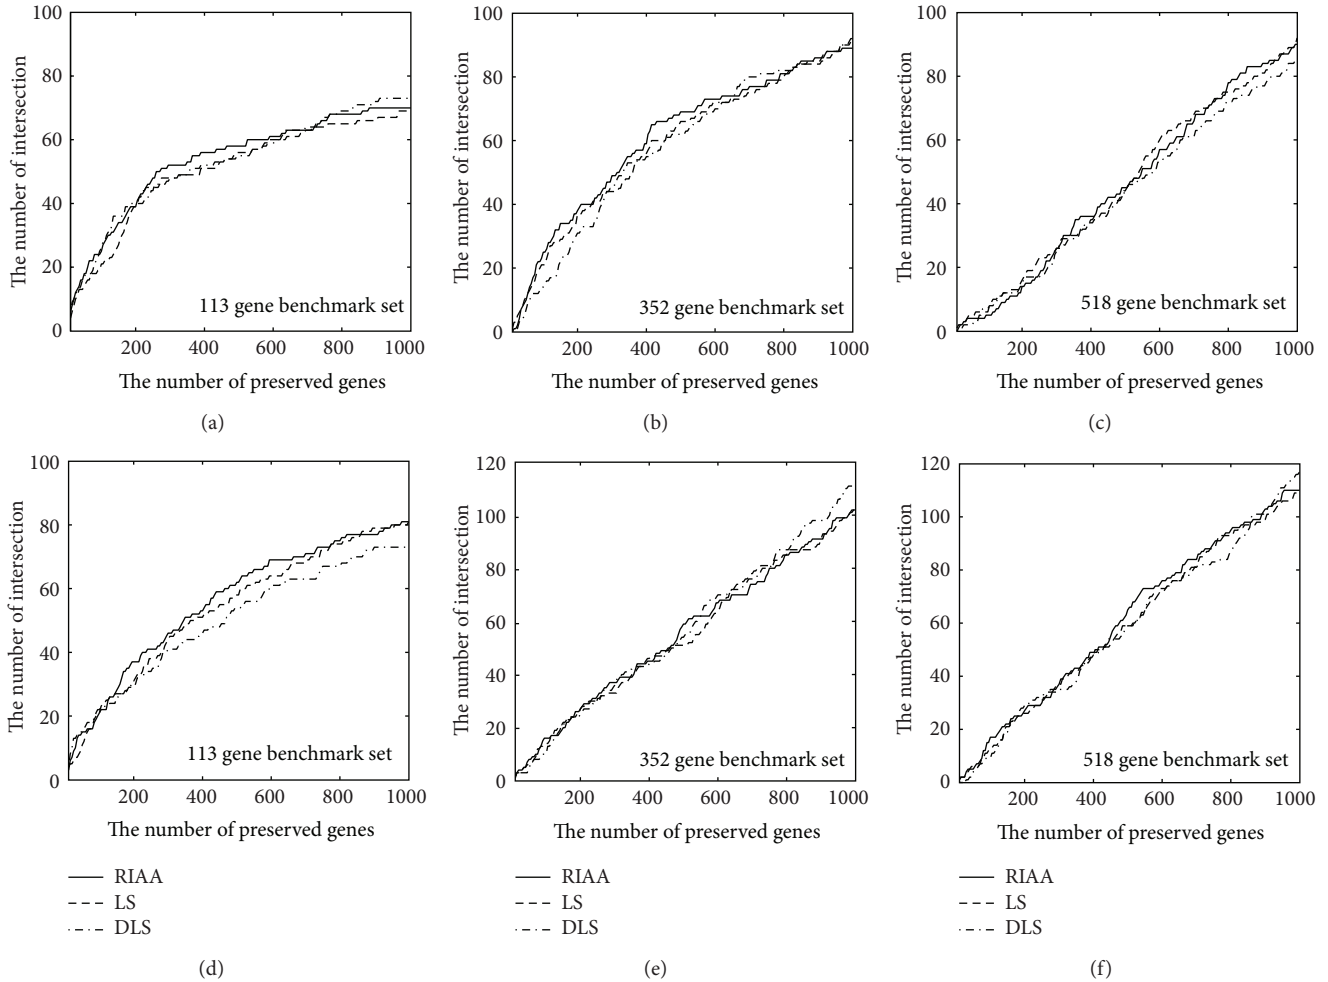 100
80
60
40
20
0
The number of intersection
113 gene benchmark set
200 400 600 800 1000
The number of preserved genes
(a)
100
80
60
40
20
0
The number of intersection
352 gene benchmark set
200 400 600 800 1000
The number of preserved genes
(b)
100
80
60
40
20
0
The number of intersection
518 gene benchmark set
200 400 600 800 1000
The number of preserved genes
(c)
100
80
60
40
20
0
The number of intersection
113 gene benchmark set
200 400 600 800 1000
The number of preserved genes
RIAA
LS
DLS
(d)
120
100
80
60
40
20
0
The number of intersection
352 gene benchmark set
200 400 600 800 1000
The number of preserved genes
RIAA
LS
DLS
(e)
120
100
80
60
40
20
0
The number of intersection
518 gene benchmark set
200 400 600 800 1000
The number of preserved genes
RIAA
LS
DLS
(f)